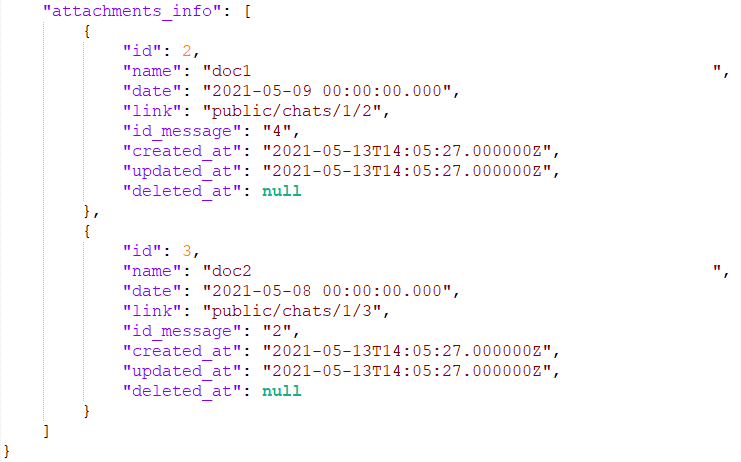 "attachments_info": [
{
"id": 2,
"name": "doc1                                              ",
"date": "2021-05-09 00:00:00.000",
"link": "public/chats/1/2",
"id_message": "4",
"created_at": "2021-05-13T14:05:27.000000Z",
"updated_at": "2021-05-13T14:05:27.000000Z",
"deleted_at": null
},
{
"id": 3,
"name": "doc2                                              ",
"date": "2021-05-08 00:00:00.000",
"link": "public/chats/1/3",
"id_message": "2",
"created_at": "2021-05-13T14:05:27.000000Z",
"updated_at": "2021-05-13T14:05:27.000000Z",
"deleted_at": null
}
]
}